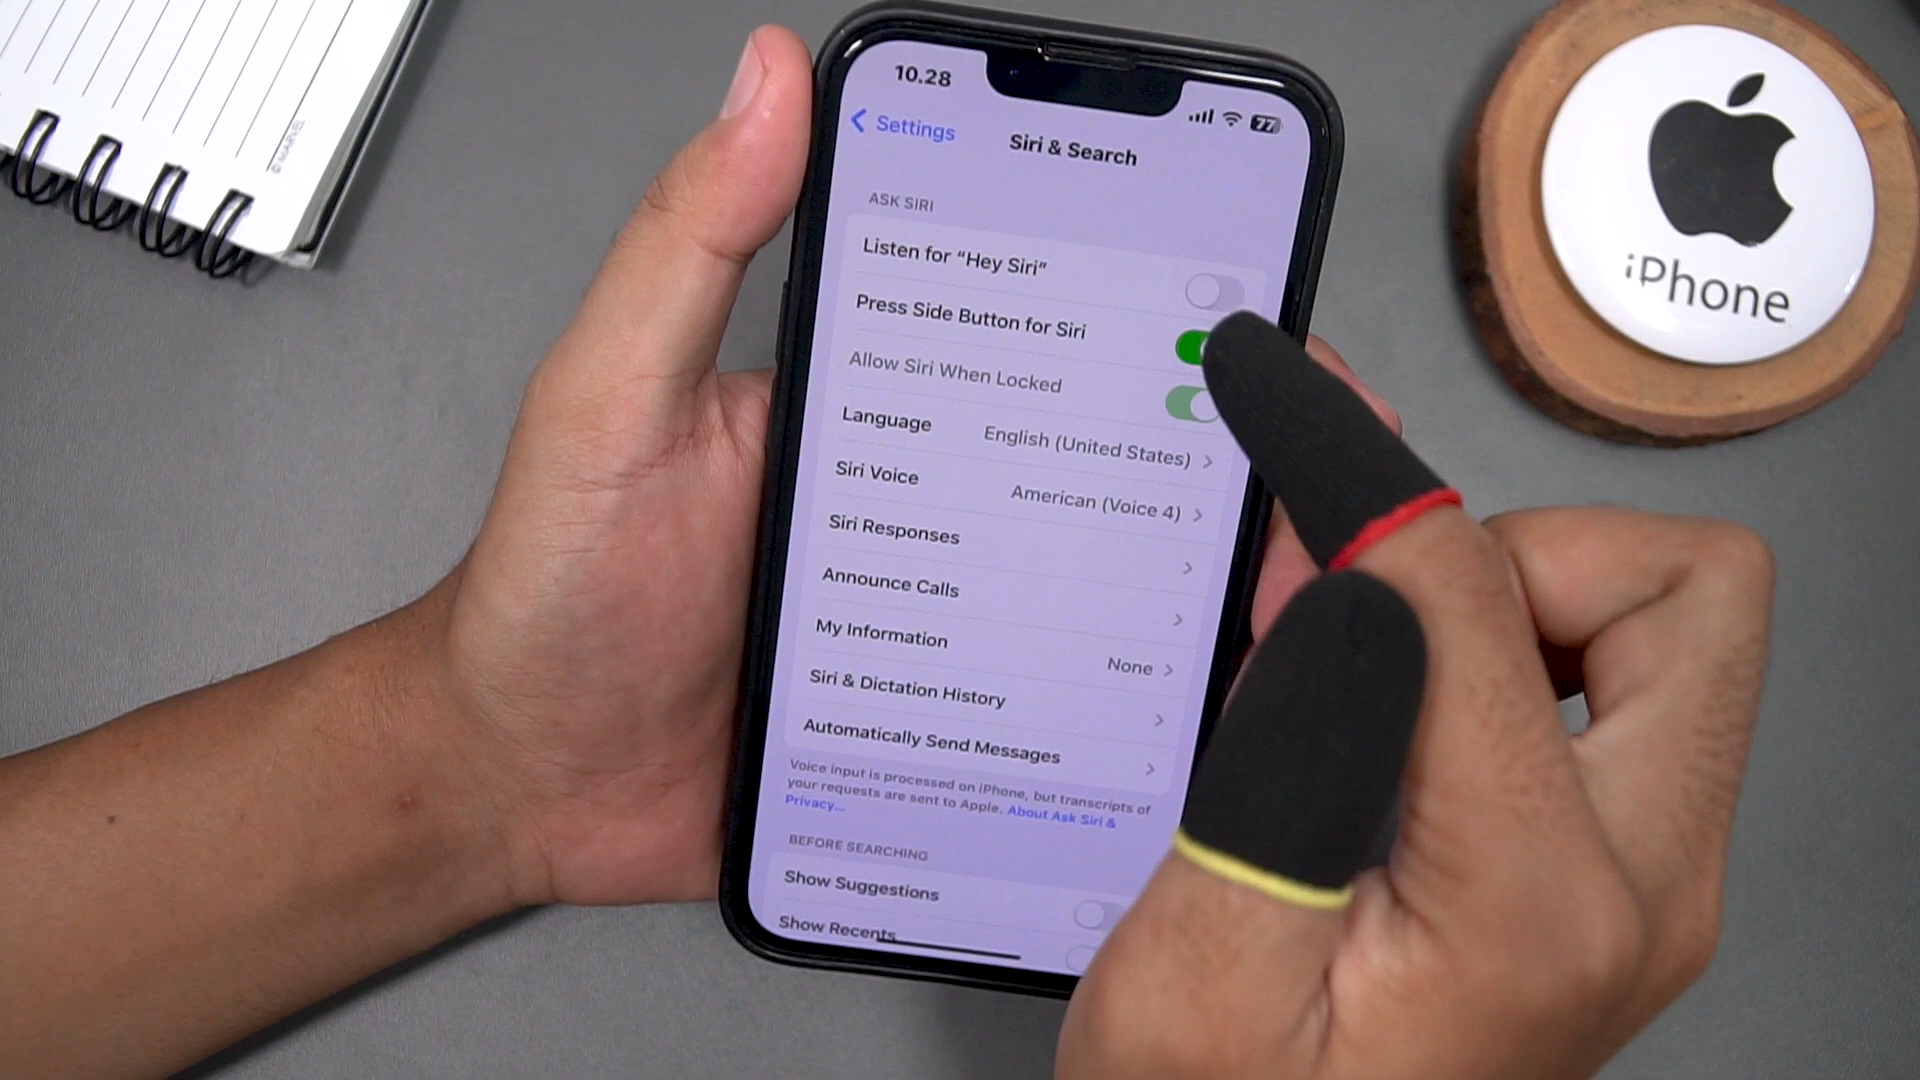 © MARVEL
10.28
77
Settings
Siri & Search
ASK SIRI
Listen for “Hey Siri”
Press Side Button for Siri
Allow Siri When Locked
Language English (United States)
Siri Voice American (Voice 4)
Siri Responses
Announce Calls
My Information None
Siri & Dictation History
Automatically Send Messages
Voice input is processed on iPhone, but transcripts of
your requests are sent to Apple. About Ask Siri &
Privacy...
BEFORE SEARCHING
Show Suggestions
Show Recents
iPhone